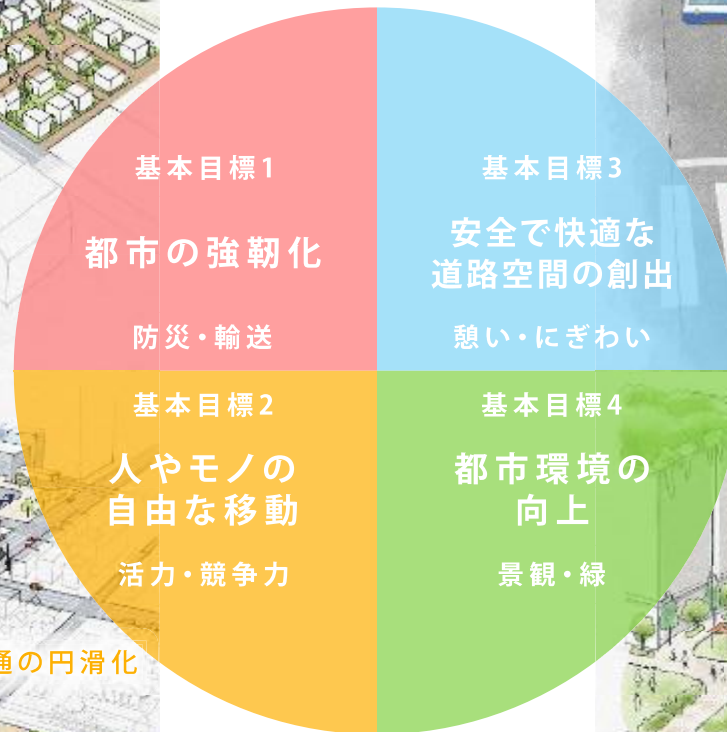 基本目標1
都市の強靭化
防災・輸送
基本目標3
安全で快適な
道路空間の創出
憩い・にぎわい
基本目標2
人やモノの
自由な移動
活力・競争力
基本目標4
都市環境の
向上
景観・緑
通の円滑化